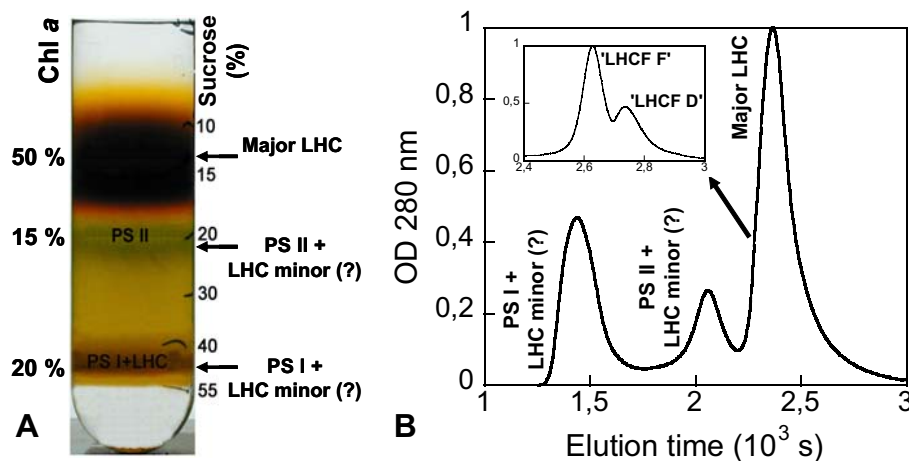 Chl a
Sucrose
(%)
10
50 %
Major LHC
15
15 %
PS II
20
PS II +
LHC minor (?)
30
40
20 %
PS I+LHC
PS I +
LHC minor (?)
55
A
OD 280 nm
1
0,8
0,6
0,4
0,2
0
PS I +
LHC minor (?)
PS II +
LHC minor (?)
Major LHC
1
0,5
0
'LHCF F'
'LHCF D'
2,4
2,6
2,8
3
1
1,5
2
2,5
3
B
Elution time (10³ s)